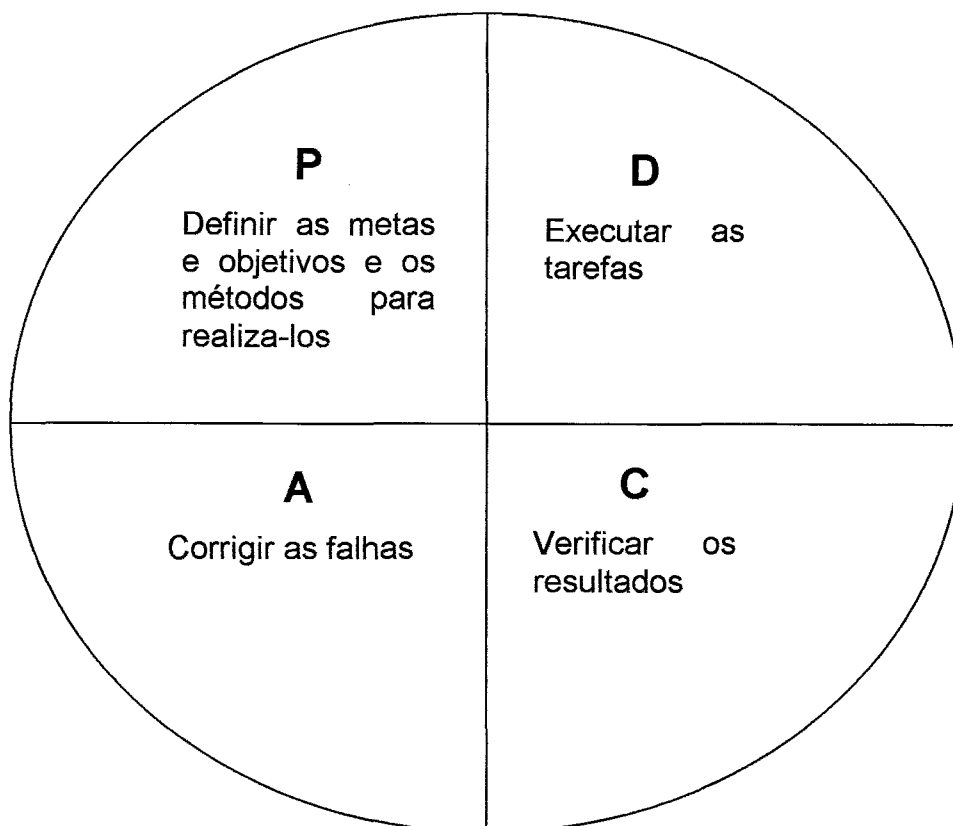 P
Definir as metas
e objetivos e os
métodos para
realiza-los
D
Executar as
tarefas
A
Corrigir as falhas
C
Verificar os
resultados